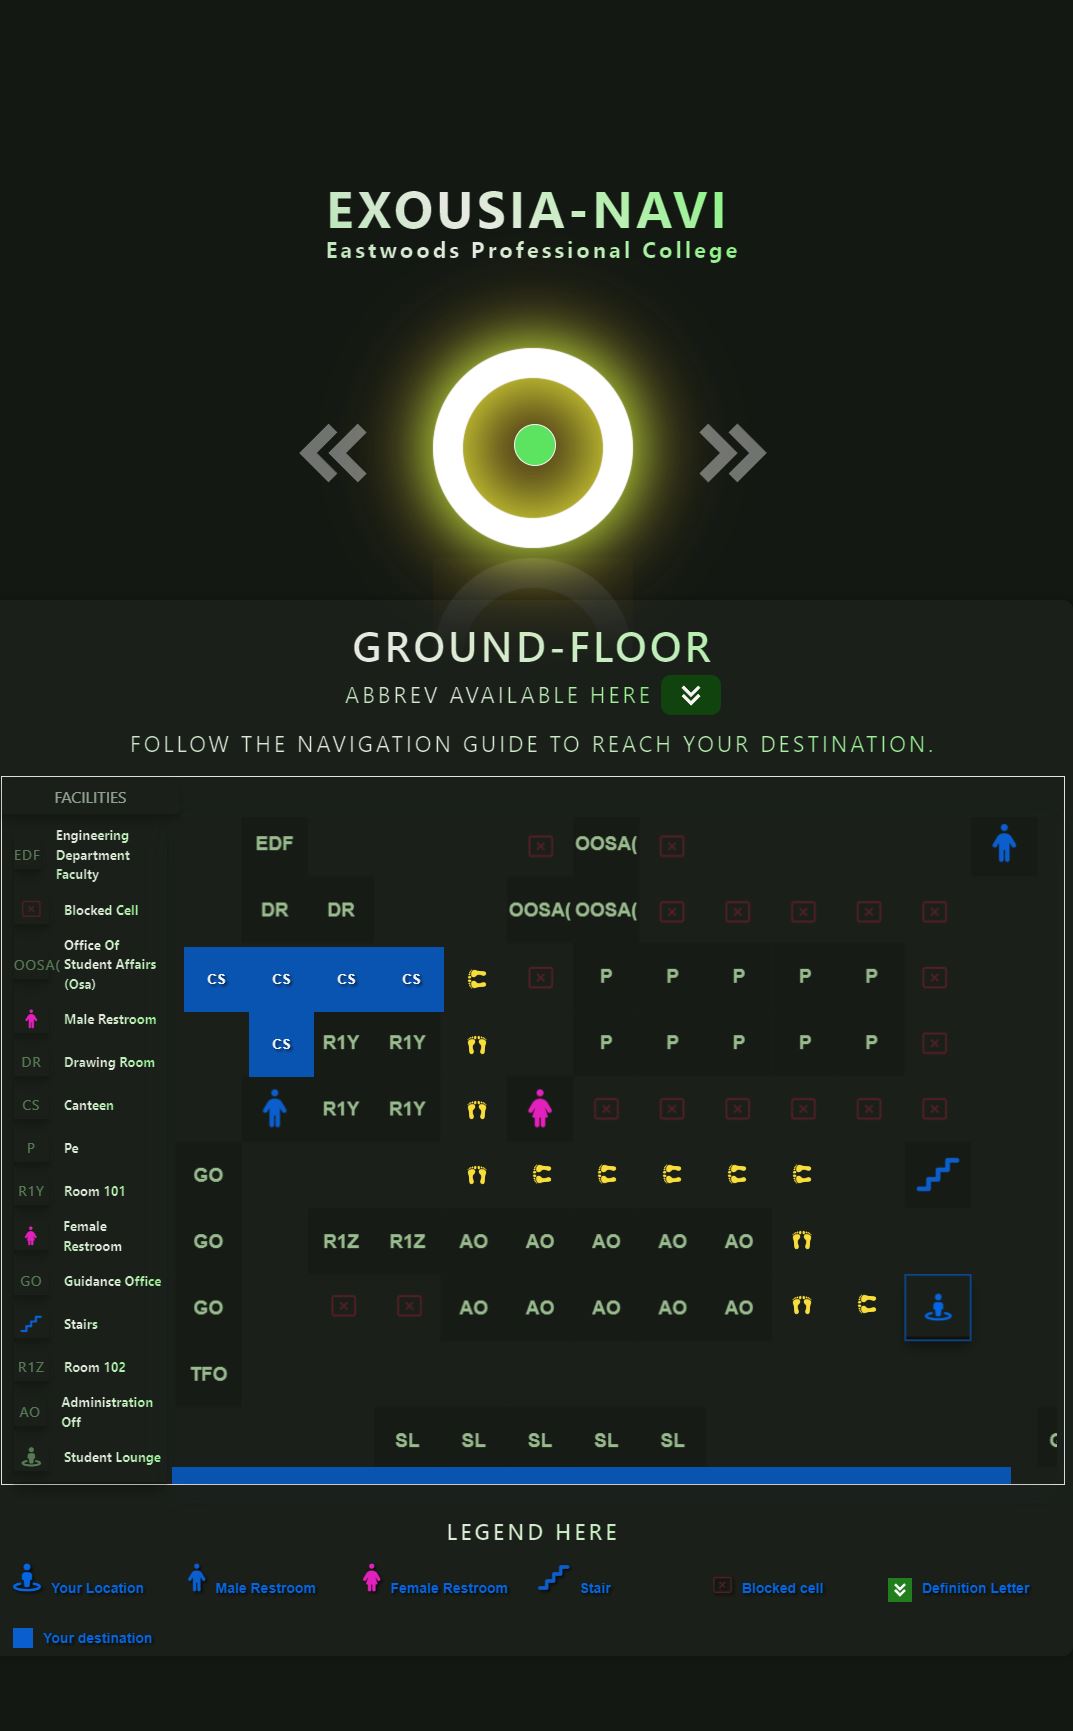 EXOUSIA-NAVI
Eastwoods Professional College
GROUND-FLOOR
ABBREV AVAILABLE HERE
FOLLOW THE NAVIGATION GUIDE TO REACH YOUR DESTINATION.
FACILITIES
EDF Engineering
Department
Faculty
Blocked Cell
OOSA( Office Of
Student Affairs
(Osa)
Male Restroom
DR Drawing Room
CS Canteen
P Pe
R1Y Room 101
Female
Restroom
GO Guidance Office
Stairs
R1Z Room 102
AO Administration
Off
Student Lounge
EDF OOSA(
DR DR OOSA( OOSA(
CS CS CS CS P P P P P
CS R1Y R1Y P P P P P
R1Y R1Y
GO
GO R1Z R1Z AO AO AO AO AO
GO AO AO AO AO AO
TFO
SL SL SL SL SL
LEGEND HERE
Your Location Male Restroom Female Restroom Stair Blocked cell Definition Letter
Your destination